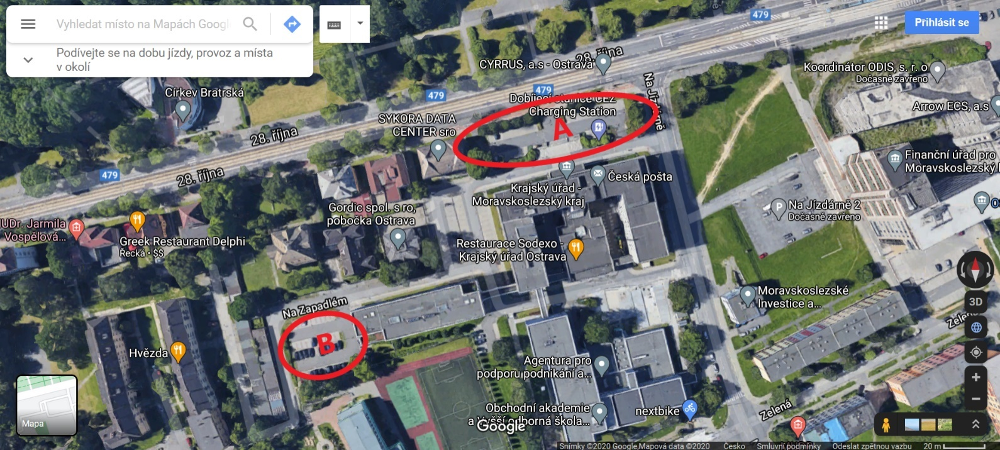 Vyhledat místo na Mapách Googl
Podívejte se na dobu jízdy, provoz a místa
v okolí
Přihlásit se
479
28. října
CYRRUS, a.s - Ostrava
Koordinátor ODIS, s. r. o
Dočasně zavřeno
Církev Bratrská
479
479
Na Jízdárně
Dobíjecí stanice ČEZ
Charging Station
Arrow ECS, a.s
SYKORA DATA
CENTER sro
A
28. října
Finanční úřad pro
Moravskoslezský
479
28. října
Česká pošta
Krajský úřad -
Moravskoslezský kraj
Gordic spol. s ro,
pobočka Ostrava
Na Jízdárně 2
Dočasně zavřeno
P
JUDr. Jarmila
Vospělová...
Greek Restaurant Delphi
Řecká • $$
Restaurace Sodexo -
Krajský úřad Ostrava
Moravskoslezské
Investice a...
3D
Na Zapadlém
Zelená
B
Hvězda
Agentura pro
podporu podnikání a...
Obchodní akademie
a Vyšší odborná škola...
nextbike
Zelená
Mapa
Google
Snímky ©2020 Google,Mapová data ©2020 Česko Smluvní podmínky Odeslat zpětnou vazbu 20 m